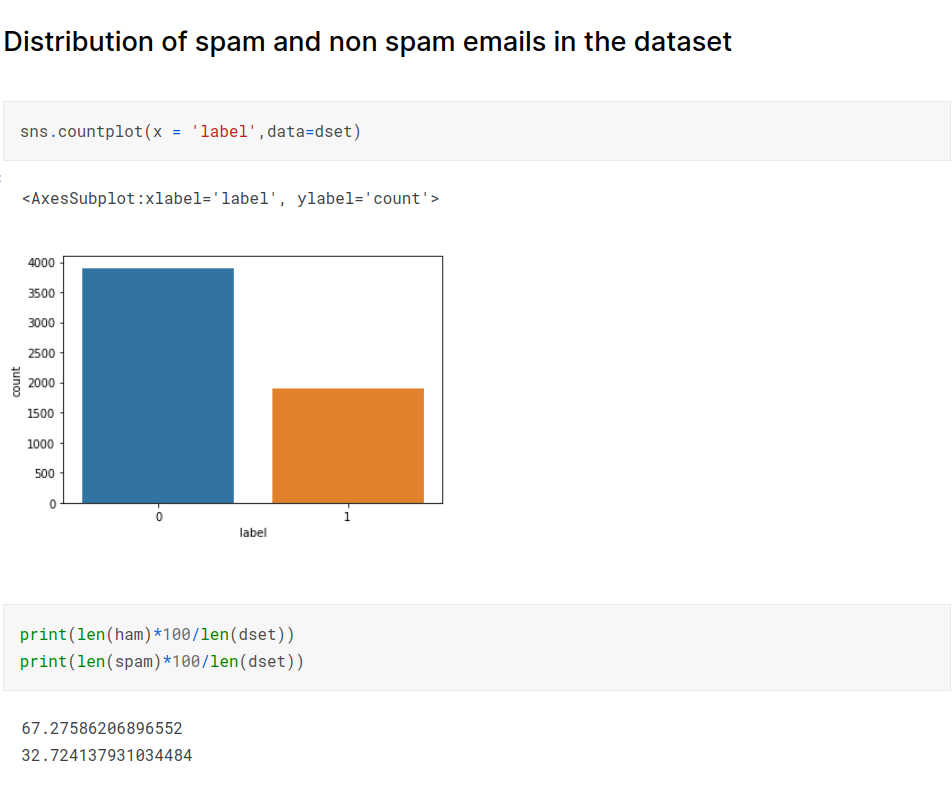 Distribution of spam and non spam emails in the dataset
sns.countplot(x = 'label',data=dset)
<AxesSubplot:xlabel='label', ylabel='count'>
4000
3500
3000
2500
2000
1500
1000
500
0
count
0 1
label
print(len(ham)*100/len(dset))
print(len(spam)*100/len(dset))
67.27586206896552
32.724137931034484